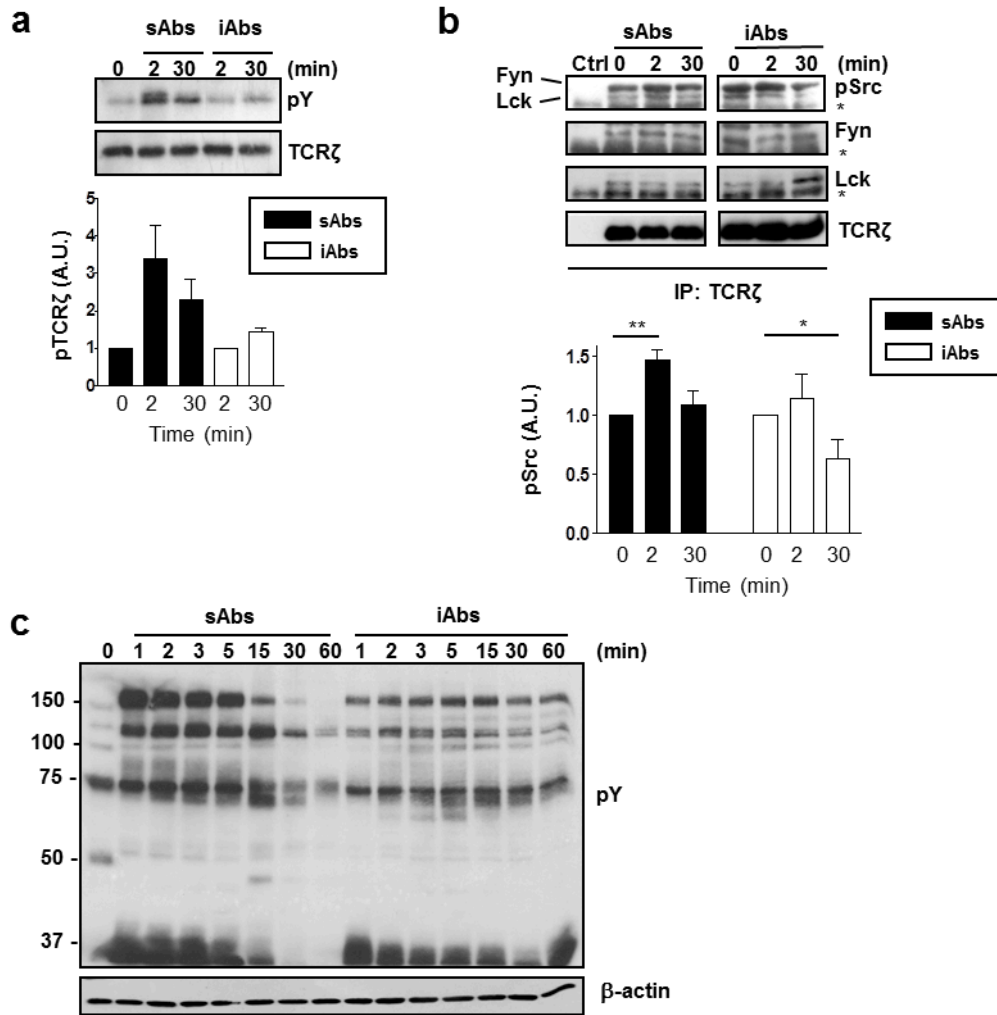 a
sAbs iAbs
0 2 30 2 30 (min)
pY
TCRζ
pTCRζ (A.U.)
5
4
3
2
1
0
sAbs
iAbs
0 2 30 2 30
Time (min)
b
sAbs iAbs
Ctrl 0 2 30 0 2 30 (min)
Fyn
Lck
pSrc
*
Fyn
*
Lck
*
TCRζ
IP: TCRζ
sAbs
iAbs
** *
pSrc (A.U.)
1.5
1.0
0.5
0.0
0 2 30 0 2 30
Time (min)
c
sAbs iAbs
0 1 2 3 5 15 30 60 1 2 3 5 15 30 60 (min)
150 -
100 -
75 -
50 -
37 -
pY
β-actin